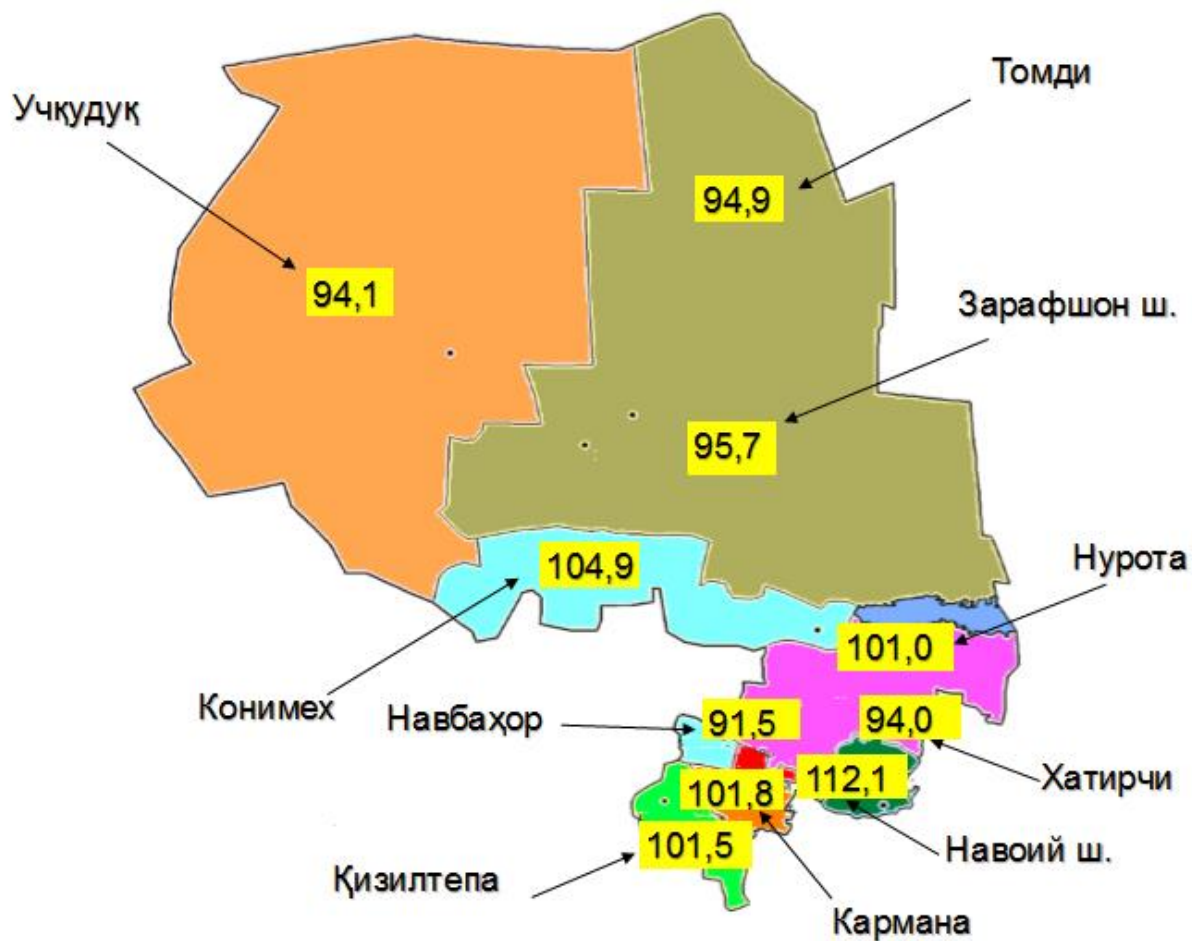 Томди
Учқудуқ
94,9
94,1
Зарафшон ш.
95,7
104,9
Нурота
101,0
Конимех
Навбаҳор
91,5
94,0
Хатирчи
112,1
101,8
101,5
Навоий ш.
Қизилтепа
Кармана